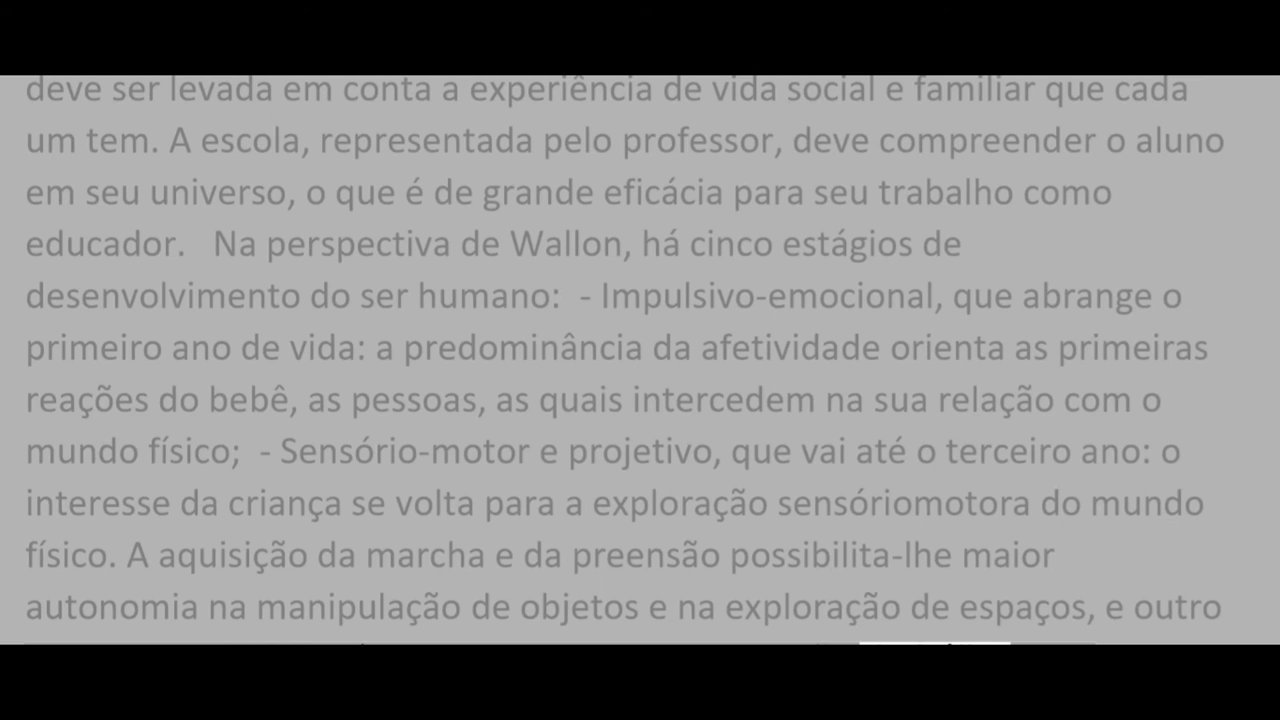 deve ser levada em conta a experiência de vida social e familiar que cada
um tem. A escola, representada pelo professor, deve compreender o aluno
em seu universo, o que é de grande eficácia para seu trabalho como
educador.   Na perspectiva de Wallon, há cinco estágios de
desenvolvimento do ser humano:  - Impulsivo-emocional, que abrange o
primeiro ano de vida: a predominância da afetividade orienta as primeiras
reações do bebê, as pessoas, as quais intercedem na sua relação com o
mundo físico;  - Sensório-motor e projetivo, que vai até o terceiro ano: o
interesse da criança se volta para a exploração sensóriomotora do mundo
físico. A aquisição da marcha e da preensão possibilita-lhe maior
autonomia na manipulação de objetos e na exploração de espaços, e outro